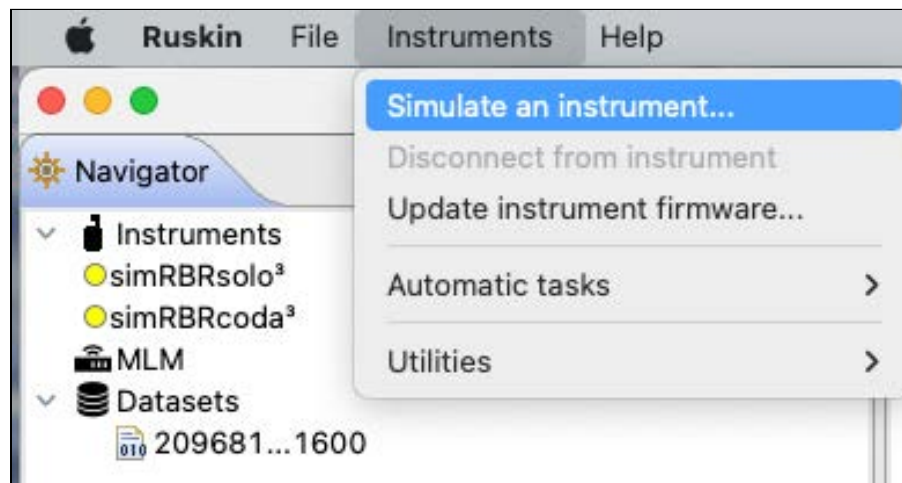 Ruskin File Instruments Help
Simulate an instrument...
Disconnect from instrument
Update instrument firmware...
Automatic tasks
Utilities
Navigator
Instruments
simRBRsolo³
simRBRcoda³
MLM
Datasets
010 209681...1600